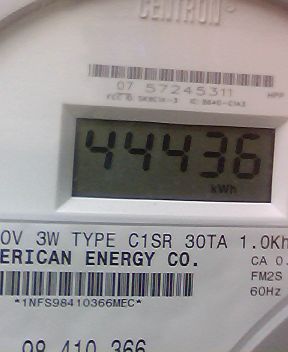 CENTRON
07 57245311
HPP
44436
kWh
0V 3W TYPE C1SR 30TA 1.0Kh
ERICAN ENERGY CO.
CA 0.
FM2S
*1NFS98410366MEC*
60Hz
98 410 366